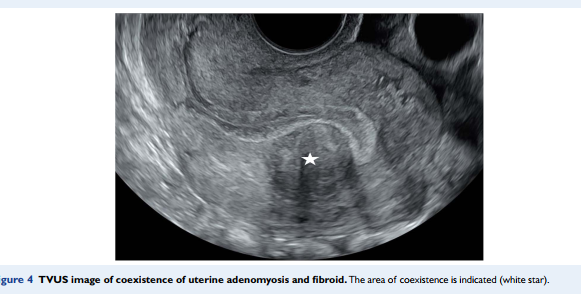 gure 4 TVUS image of coexistence of uterine adenomyosis and fibroid. The area of coexistence is indicated (white star).